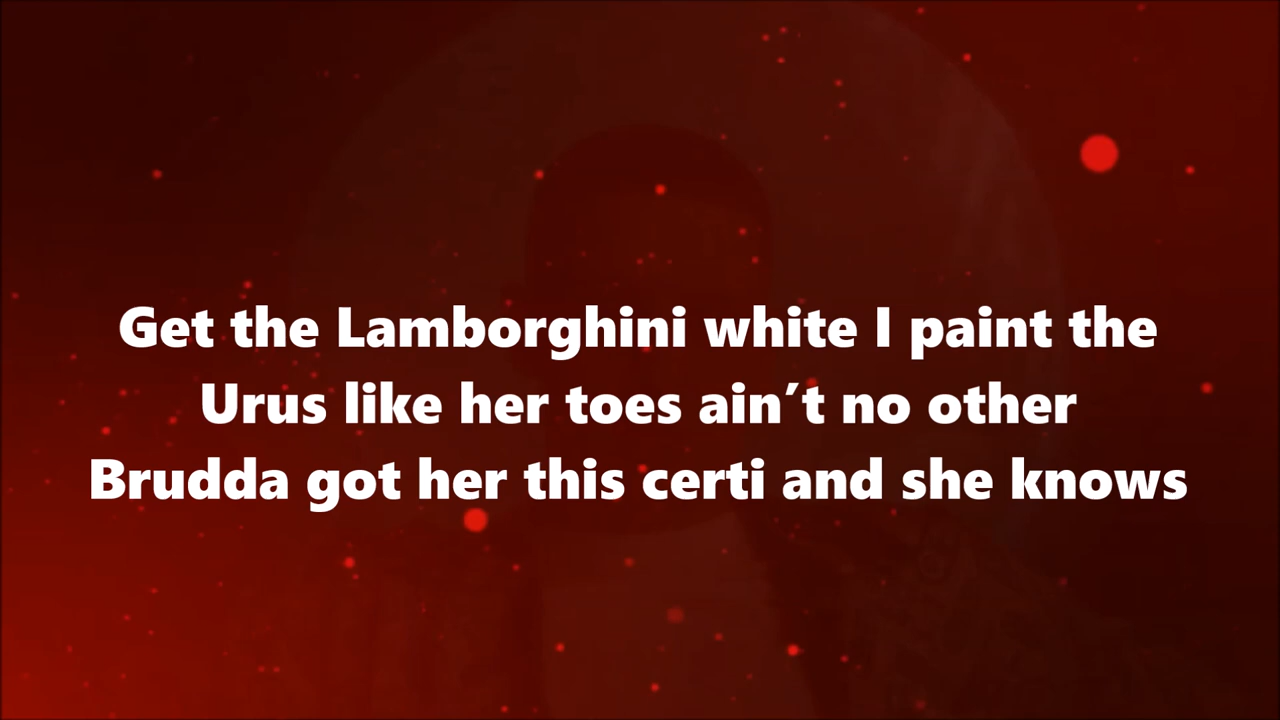 Get the Lamborghini white I paint the
Urus like her toes ain´t no other
Brudda got her this certi and she knows